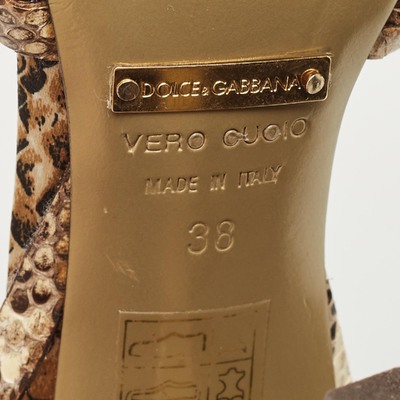 DOLCE & GABBANA
VERO CUOIO
MADE IN ITALY
38